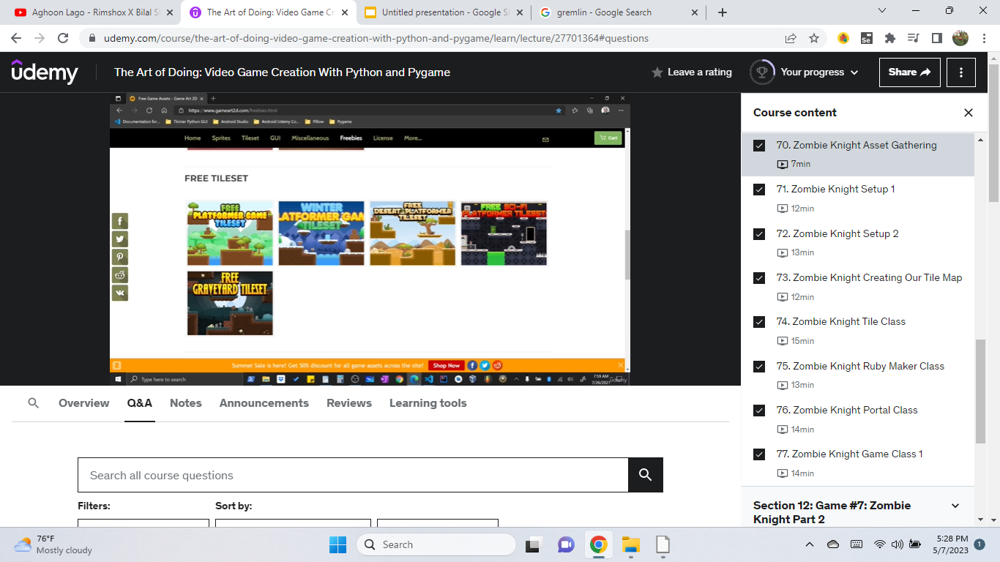 Aghoon Lago - Rimshox X Bilal S
The Art of Doing: Video Game Cr
Untitled presentation - Google Sl
gremlin - Google Search
udemy.com/course/the-art-of-doing-video-game-creation-with-python-and-pygame/learn/lecture/27701364#questions
Se
udemy
The Art of Doing: Video Game Creation With Python and Pygame
Leave a rating
Your progress
Share
Free Game Assets - Game Art 2D
https://www.gameart2d.com/freebies.html
Documentation for...
Tkinter Python GUI
Android Studio
Android Udemy Co...
Pillow
Pygame
Home
Sprites
Tileset
GUI
Miscellaneous
Freebies
License
More...
Cart
FREE TILESET
FREE
PLATFORMER GAME
TILESET
WINTER
LATFORMER GAM
TILESET
FREE
DESERT PLATFORMER
TILESET
FREE SCI-FI
PLATFORMER TILESET
FREE
GRAVEYARD TILESET
Summer Sale is here! Get 50% discount for all game assets across the site!
Shop Now
Type here to search
7:59 AM
7/26/2021
udemy
Course content
70. Zombie Knight Asset Gathering
7min
71. Zombie Knight Setup 1
12min
72. Zombie Knight Setup 2
13min
73. Zombie Knight Creating Our Tile Map
12min
74. Zombie Knight Tile Class
15min
75. Zombie Knight Ruby Maker Class
13min
76. Zombie Knight Portal Class
14min
77. Zombie Knight Game Class 1
14min
Section 12: Game #7: Zombie
Knight Part 2
Overview
Q&A
Notes
Announcements
Reviews
Learning tools
Search all course questions
Filters:
Sort by:
76°F
Mostly cloudy
Search
5:28 PM
5/7/2023
1